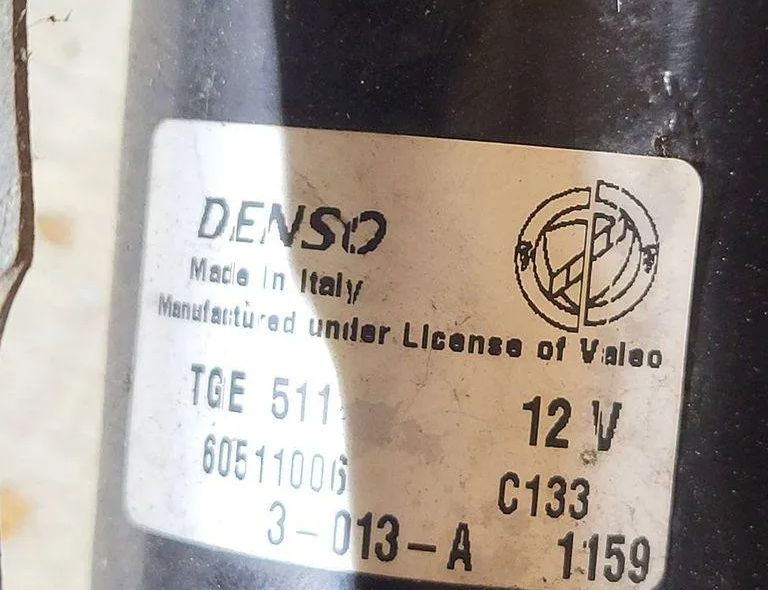 DENSO
Made in Italy
Manufactured under License of Valeo
TGE 511 12 V
60511006 C133
3-013-A 1159